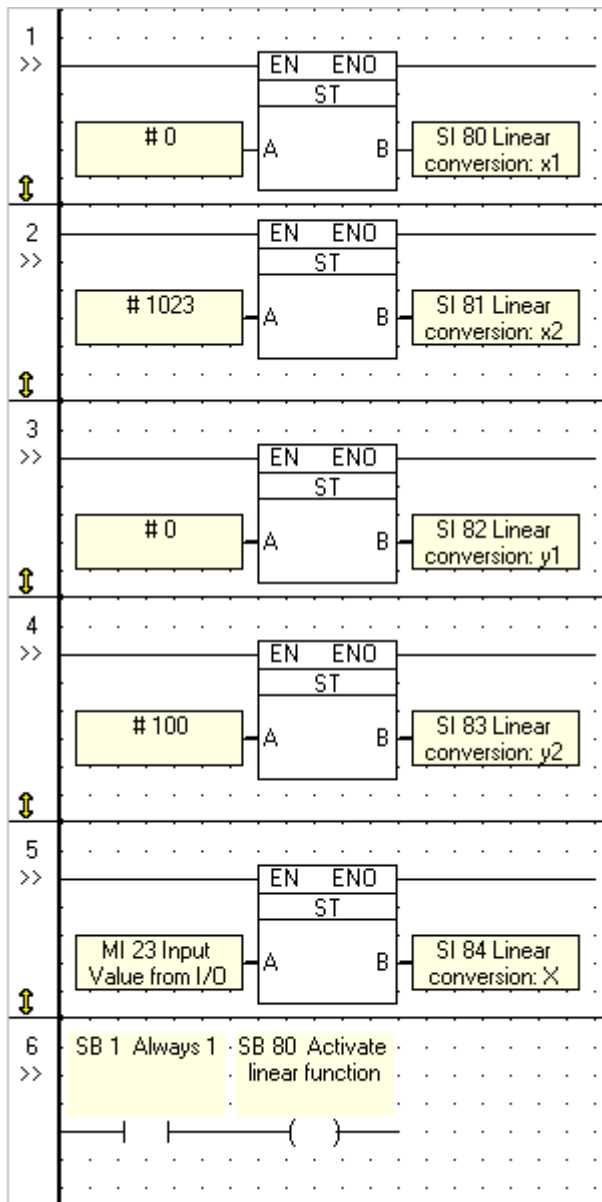 1
>>
EN ENO
ST
# 0
A B
SI 80 Linear
conversion: x1
2
>>
EN ENO
ST
# 1023
A B
SI 81 Linear
conversion: x2
3
>>
EN ENO
ST
# 0
A B
SI 82 Linear
conversion: y1
4
>>
EN ENO
ST
# 100
A B
SI 83 Linear
conversion: y2
5
>>
EN ENO
ST
MI 23 Input
Value from I/O
A B
SI 84 Linear
conversion: X
6
>>
SB 1 Always 1
SB 80 Activate
linear function